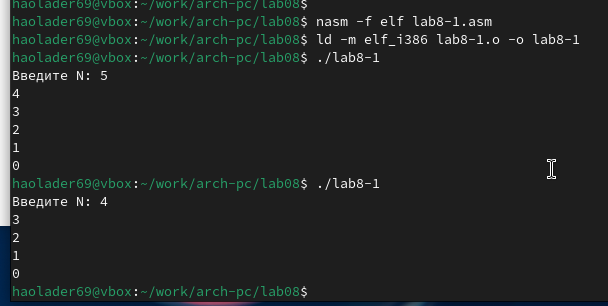 haolader69@vbox:~/work/arch-pc/lab08$
haolader69@vbox:~/work/arch-pc/lab08$ nasm -f elf lab8-1.asm
haolader69@vbox:~/work/arch-pc/lab08$ ld -m elf_i386 lab8-1.o -o lab8-1
haolader69@vbox:~/work/arch-pc/lab08$ ./lab8-1
Введите N: 5
4
3
2
1
0
haolader69@vbox:~/work/arch-pc/lab08$ ./lab8-1
Введите N: 4
3
2
1
0
haolader69@vbox:~/work/arch-pc/lab08$